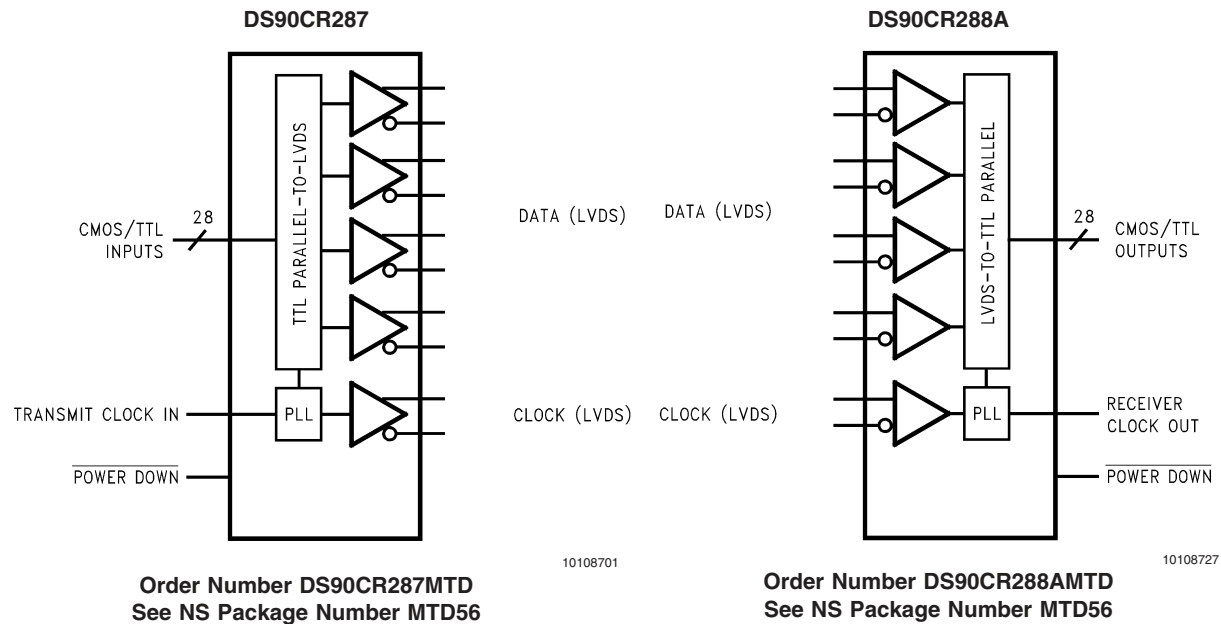 DS90CR287
TTL PARALLEL-TO-LVDS
28
CMOS/TTL
INPUTS
DATA (LVDS)
TRANSMIT CLOCK IN
PLL
CLOCK (LVDS)
POWER DOWN
10108701
Order Number DS90CR287MTD
See NS Package Number MTD56
DS90CR288A
DATA (LVDS)
LVDS-TO-TTL PARALLEL
28
CMOS/TTL
OUTPUTS
CLOCK (LVDS)
PLL
RECEIVER
CLOCK OUT
POWER DOWN
10108727
Order Number DS90CR288AMTD
See NS Package Number MTD56